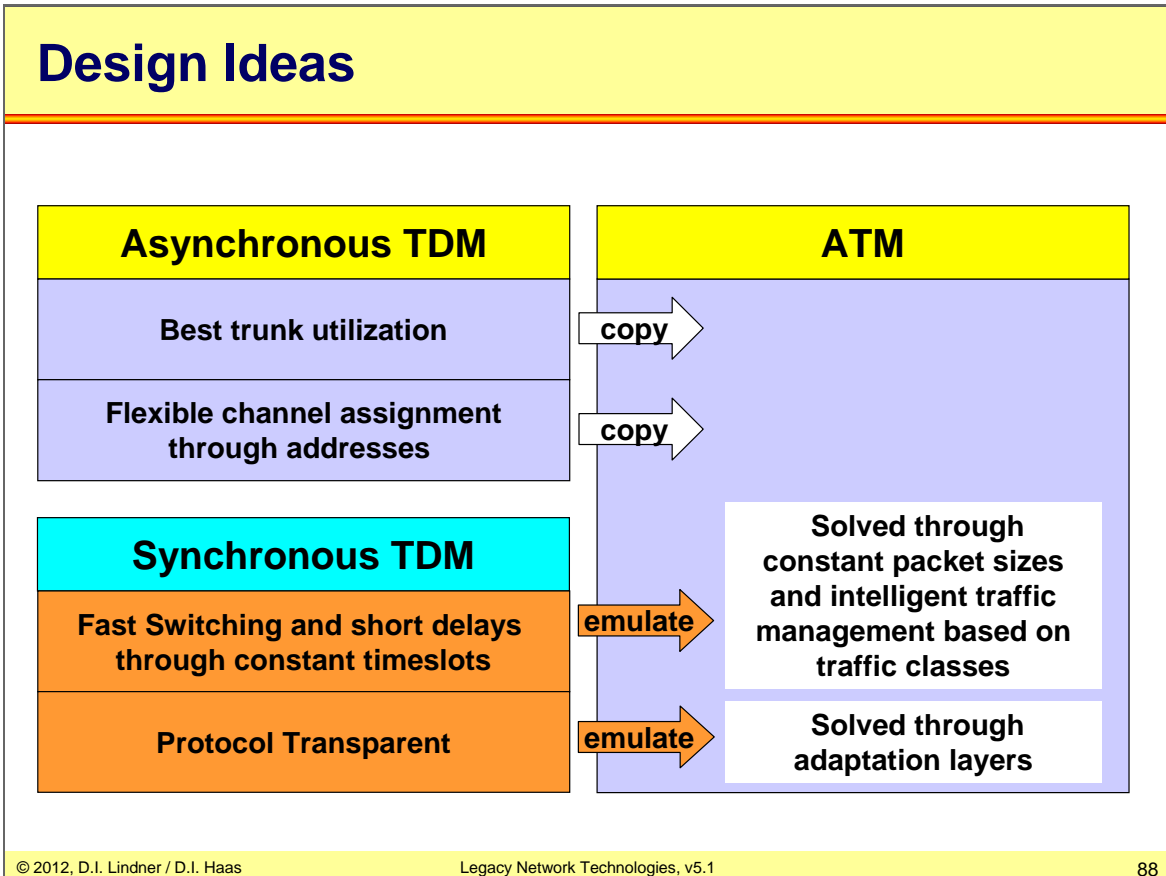 Design Ideas
Asynchronous TDM
Best trunk utilization
Flexible channel assignment
through addresses
Synchronous TDM
Fast Switching and short delays
through constant timeslots
Protocol Transparent
copy
copy
emulate
emulate
ATM
Solved through
constant packet sizes
and intelligent traffic
management based on
traffic classes
Solved through
adaptation layers
© 2012, D.I. Lindner / D.I. Haas
Legacy Network Technologies, v5.1
88